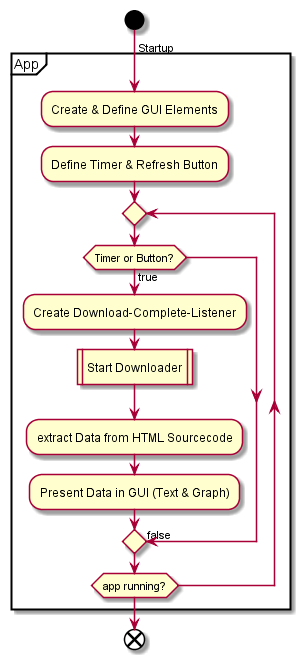 Startup
App
Create & Define GUI Elements
Define Timer & Refresh Button
Timer or Button?
true
Create Download-Complete-Listener
Start Downloader
extract Data from HTML Sourcecode
Present Data in GUI (Text & Graph)
false
app running?